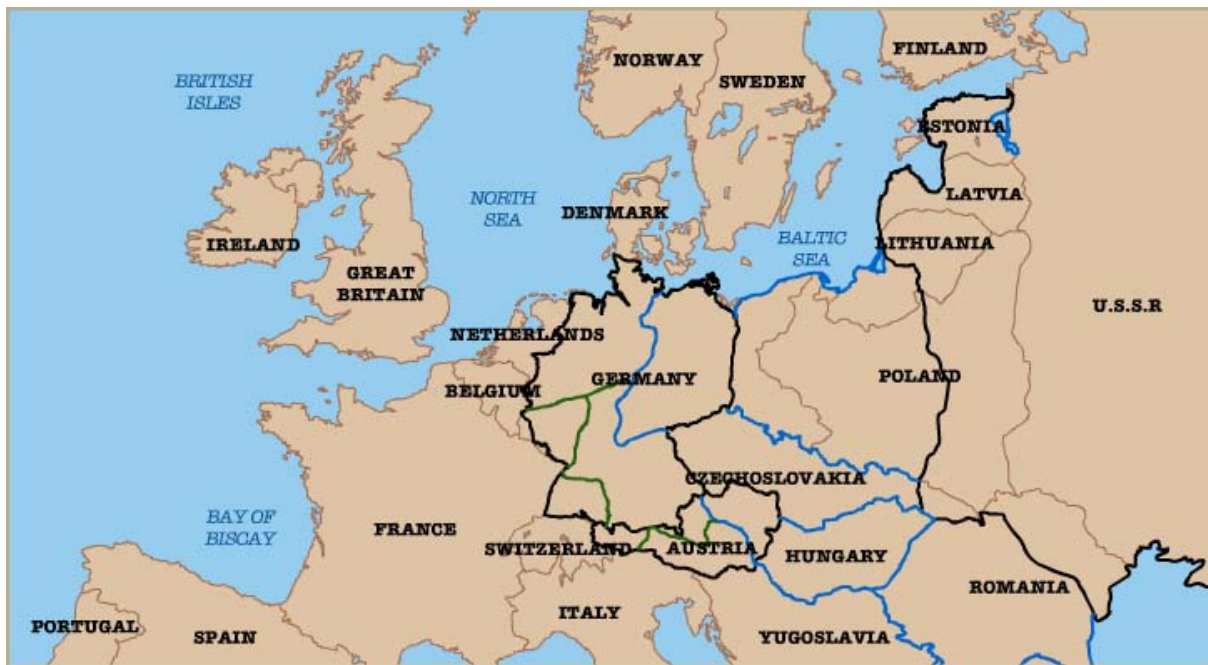 NORWAY
FINLAND
SWEDEN
BRITISH
ISLES
ESTONIA
LATVIA
NORTH
SEA
DENMARK
BALTIC
SEA
LITHUANIA
IRELAND
GREAT
BRITAIN
U.S.S.R
NETHERLANDS
BELGIUM
GERMANY
POLAND
CZECHOSLOVAKIA
BAY OF
BISCAY
FRANCE
SWITZERLAND
AUSTRIA
HUNGARY
ROMANIA
ITALY
PORTUGAL
SPAIN
YUGOSLAVIA